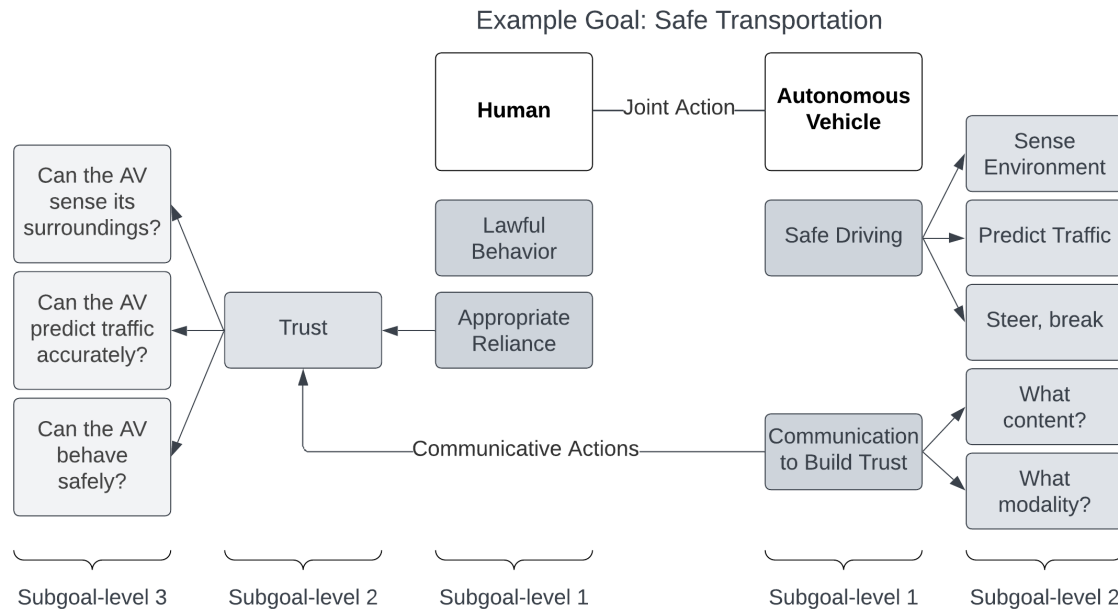 Example Goal: Safe Transportation
Human
Joint Action
Autonomous
Vehicle
Sense
Environment
Can the AV
sense its
surroundings?
Lawful
Behavior
Safe Driving
Predict Traffic
Can the AV
predict traffic
accurately?
Trust
Appropriate
Reliance
Steer, break
What
content?
Can the AV
behave
safely?
Communicative Actions
Communication
to Build Trust
What
modality?
Subgoal-level 3
Subgoal-level 2
Subgoal-level 1
Subgoal-level 1
Subgoal-level 2